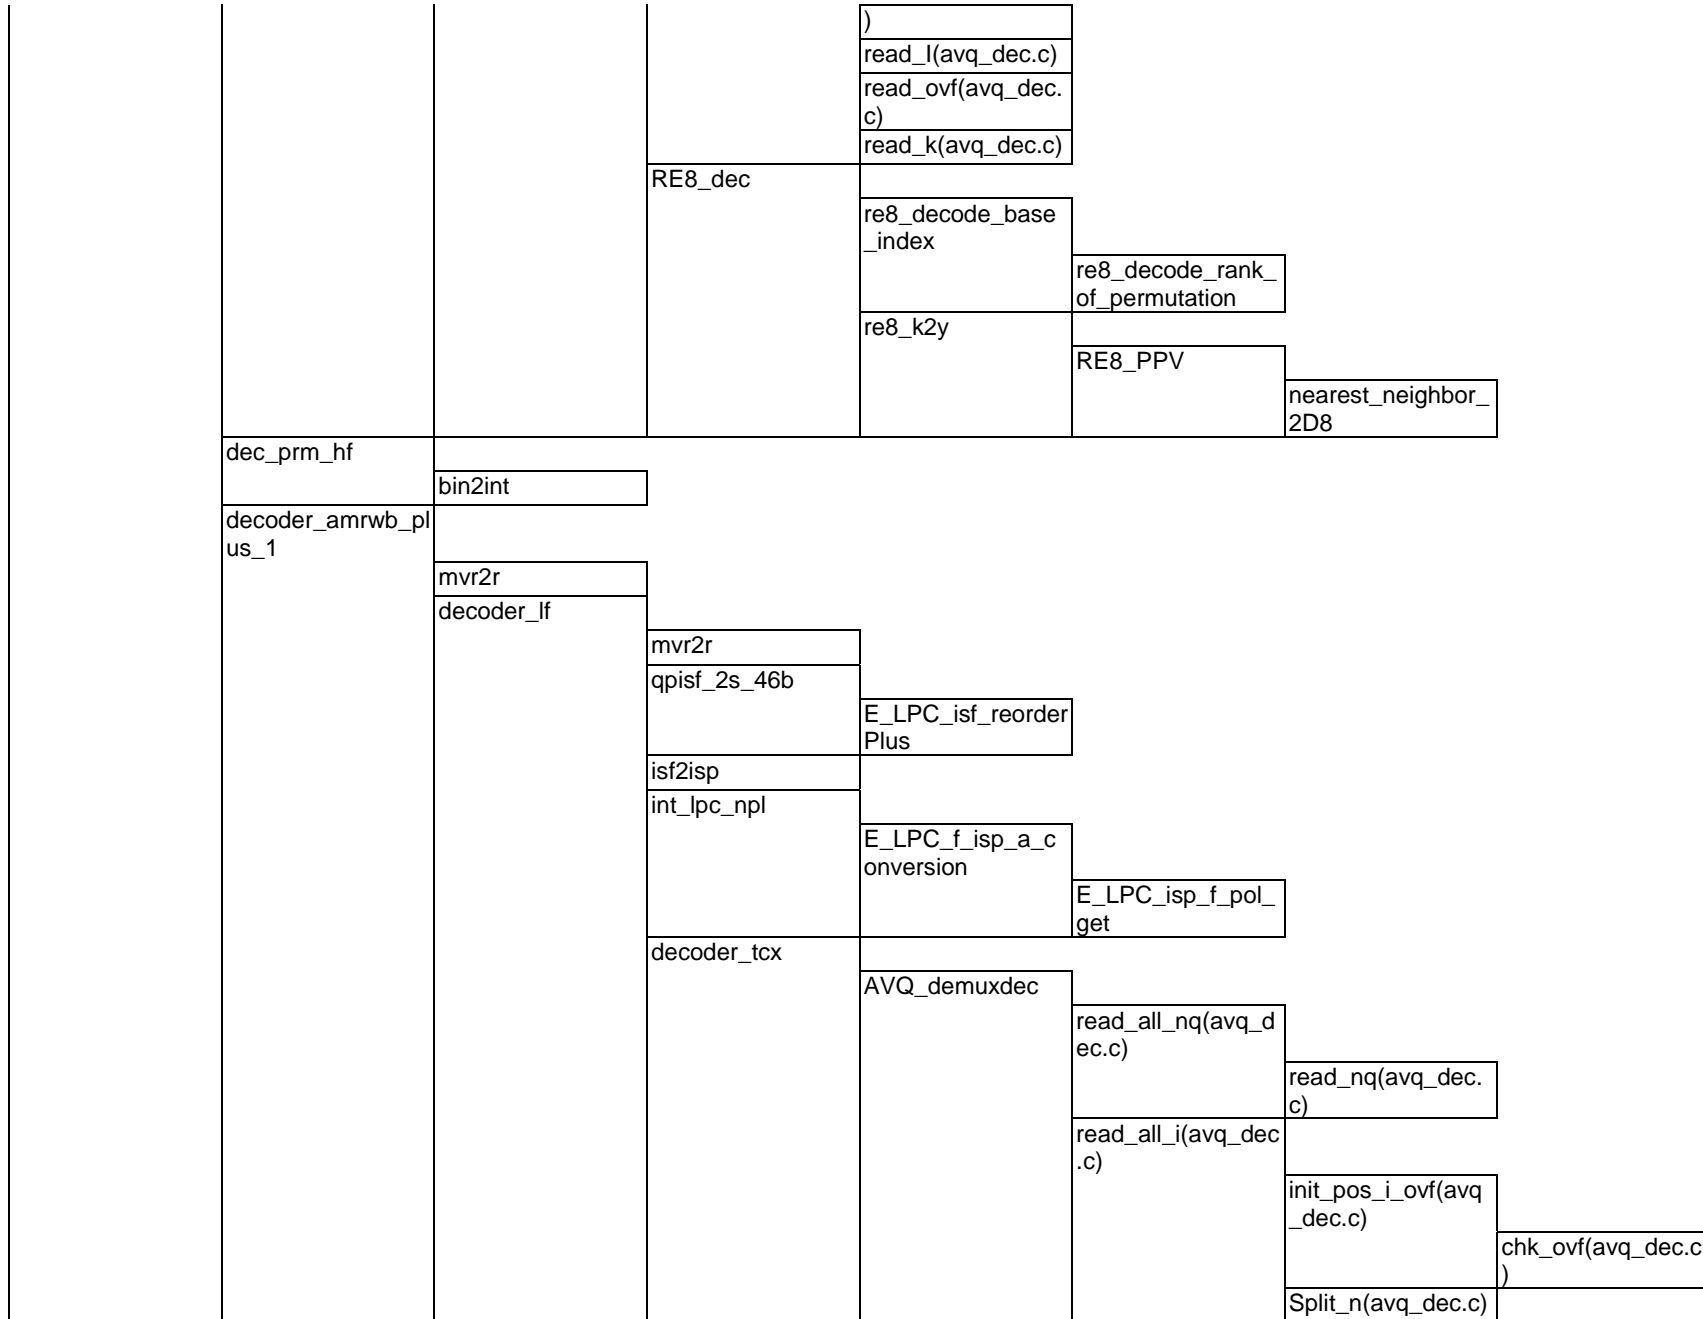 )
read_I(avq_dec.c)
read_ovf(avq_dec.
c)
read_k(avq_dec.c)
RE8_dec
re8_decode_base
_index
re8_decode_rank_
of_permutation
re8_k2y
RE8_PPV
nearest_neighbor_
2D8
dec_prm_hf
bin2int
decoder_amrwb_pl
us_1
mvr2r
decoder_lf
mvr2r
qpisf_2s_46b
E_LPC_isf_reorder
Plus
isf2isp
int_lpc_npl
E_LPC_f_isp_a_c
onversion
E_LPC_isp_f_pol_
get
decoder_tcx
AVQ_demuxdec
read_all_nq(avq_d
ec.c)
read_nq(avq_dec.
c)
read_all_i(avq_dec
.c)
init_pos_i_ovf(avq
_dec.c)
chk_ovf(avq_dec.c
)
Split_n(avq_dec.c)